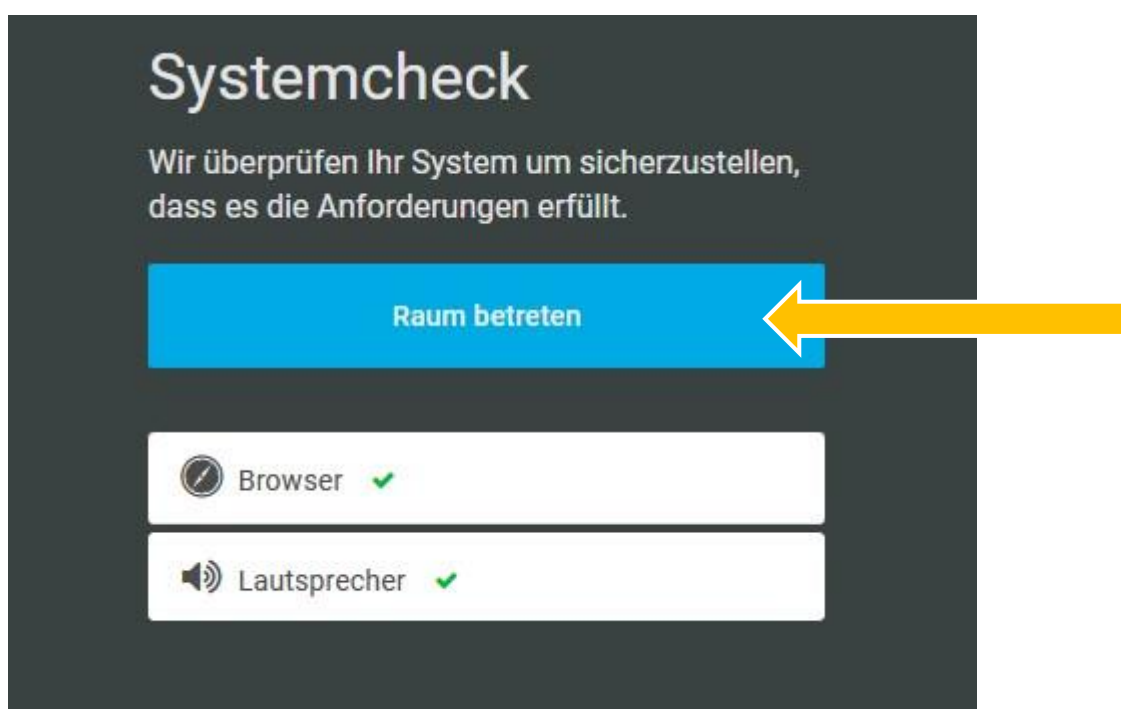 Systemcheck
Wir überprüfen Ihr System um sicherzustellen,
dass es die Anforderungen erfüllt.
Raum betreten
Browser
Lautsprecher